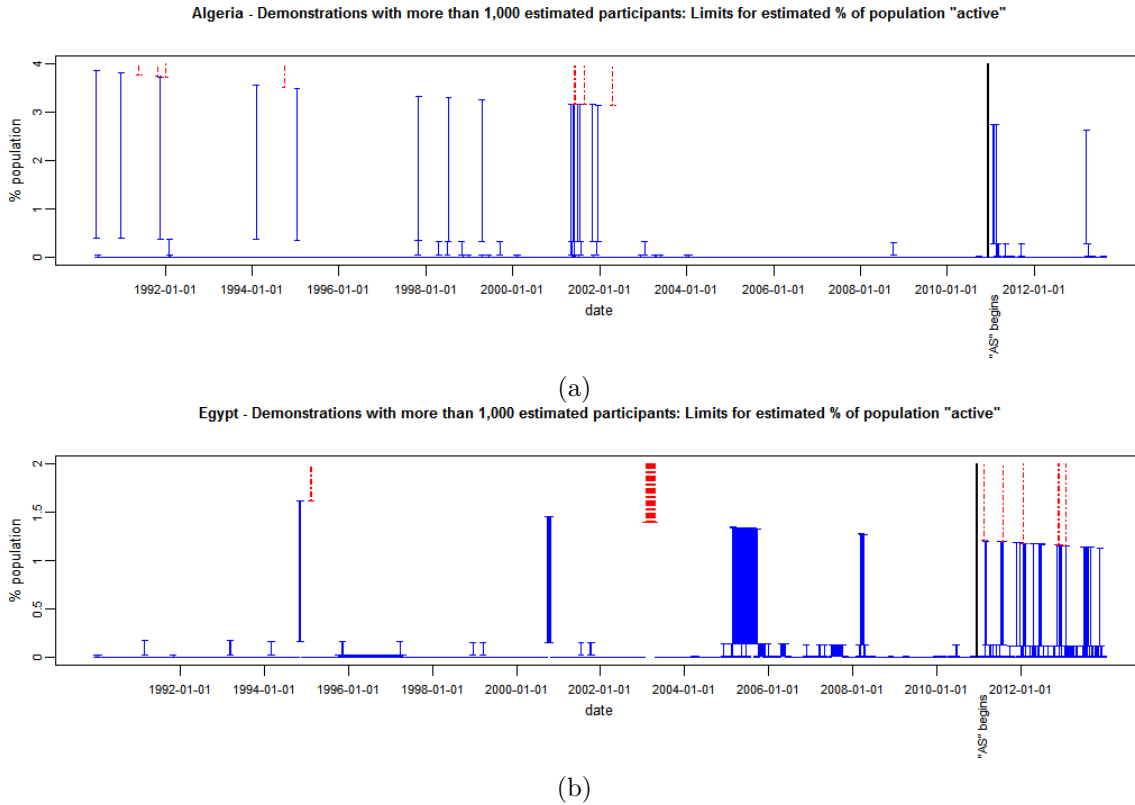 Algeria - Demonstrations with more than 1,000 estimated participants: Limits for estimated % of population "active"
% population
4
3
2
1
0
1992-01-01 1994-01-01 1996-01-01 1998-01-01 2000-01-01 2002-01-01 2004-01-01 2006-01-01 2008-01-01 2010-01-01 2012-01-01
date
"AS" begins
(a)
Egypt - Demonstrations with more than 1,000 estimated participants: Limits for estimated % of population "active"
% population
2
1.5
1
0.5
0
1992-01-01 1994-01-01 1996-01-01 1998-01-01 2000-01-01 2002-01-01 2004-01-01 2006-01-01 2008-01-01 2010-01-01 2012-01-01
date
"AS" begins
(b)